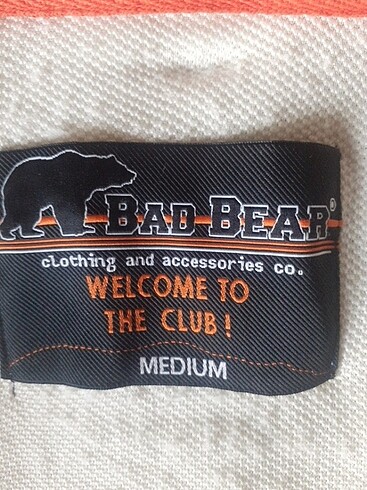 BAD BEAR®
clothing and accessories co.
WELCOME TO
THE CLUB!
MEDIUM